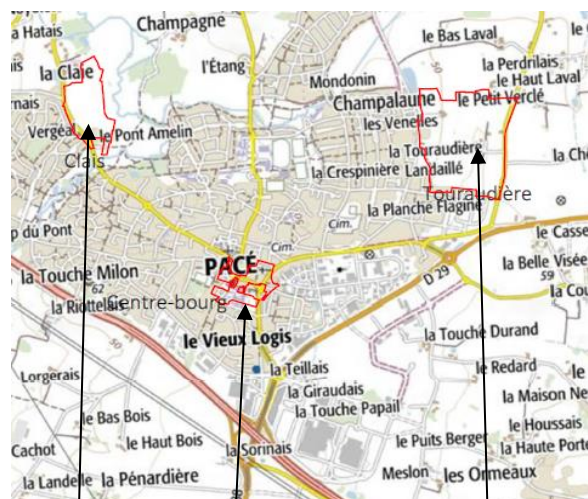 la Hatais
Champagne
le Bas Laval
la Claie
l'Étang
la Perdrilais
Mondonin
le Haut Laval
Champalaune
le Petit Verclé
les Venelles
le Pont Amelin
Clais
la Touraudière
la Crespinière
Landaillé
Touraudière
la Planche Flagine
p du Pont
Cim.
Cim.
le Casse
PACÉ
la Touche Milon
62
D 29
la Belle Visée
59
la Cou
la Riottelais
Centre-bourg
50
le Vieux Logis
la Touche Durand
la Teillais
le Redard
Lorgerais
la Giraudais
la Maison Ne
le Bas Bois
la Touche Papail
le Houssais
le Haut Bois
la Sorinais
le Puits Berger
la Haute Porte
Cachot
la Landelle
la Pénardière
Meslon
les Ormeaux